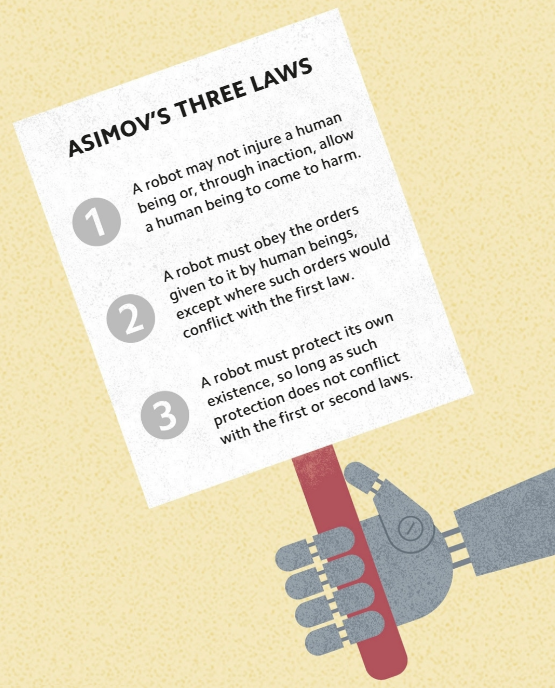 ASIMOV'S THREE LAWS
1
A robot may not injure a human
being or, through inaction, allow
a human being to come to harm.
2
A robot must obey the orders
given to it by human beings,
except where such orders would
conflict with the first law.
3
A robot must protect its own
existence, so long as such
protection does not conflict
with the first or second laws.